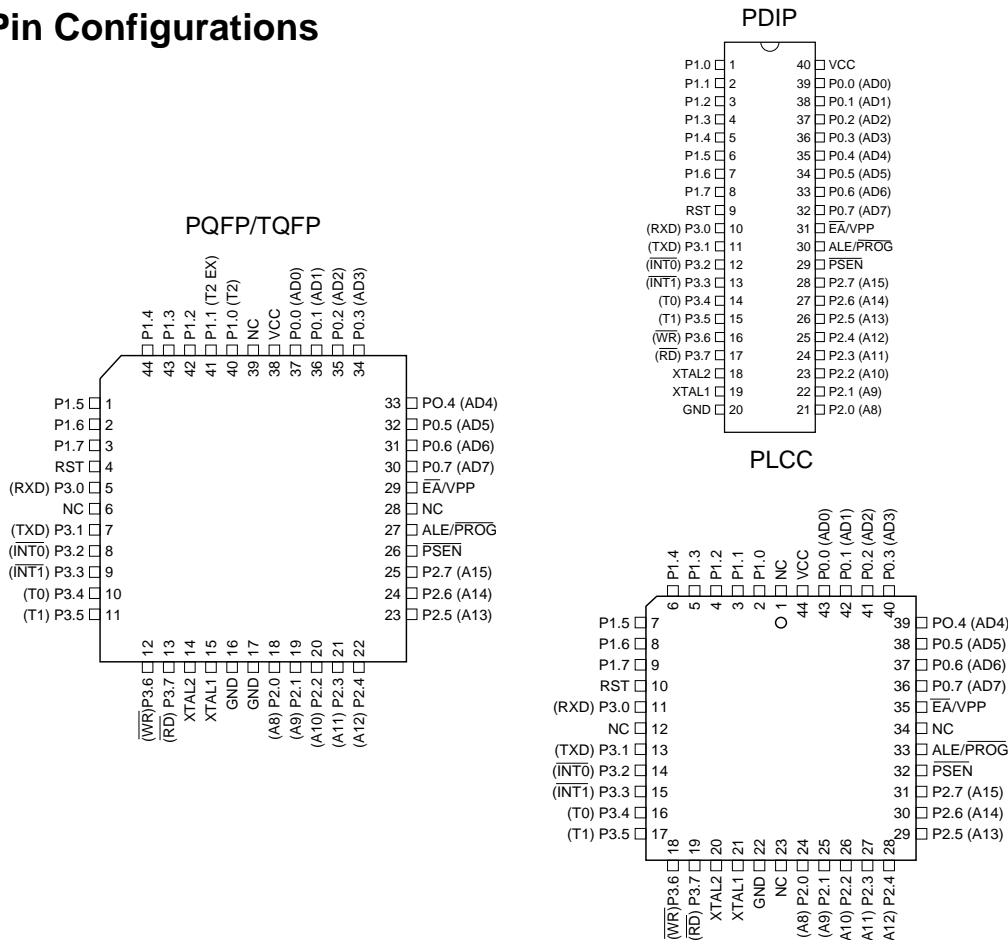 Pin Configurations
PDIP
P1.0 1 40 VCC
P1.1 2 39 P0.0 (AD0)
P1.2 3 38 P0.1 (AD1)
P1.3 4 37 P0.2 (AD2)
P1.4 5 36 P0.3 (AD3)
P1.5 6 35 P0.4 (AD4)
P1.6 7 34 P0.5 (AD5)
P1.7 8 33 P0.6 (AD6)
RST 9 32 P0.7 (AD7)
(RXD) P3.0 10 31 EA/VPP
(TXD) P3.1 11 30 ALE/PROG
(INT0) P3.2 12 29 PSEN
(INT1) P3.3 13 28 P2.7 (A15)
(T0) P3.4 14 27 P2.6 (A14)
(T1) P3.5 15 26 P2.5 (A13)
(WR) P3.6 16 25 P2.4 (A12)
(RD) P3.7 17 24 P2.3 (A11)
XTAL2 18 23 P2.2 (A10)
XTAL1 19 22 P2.1 (A9)
GND 20 21 P2.0 (A8)
PQFP/TQFP
P1.4 P1.3 P1.2 P1.1 (T2 EX) P1.0 (T2) NC VCC P0.0 (AD0) P0.1 (AD1) P0.2 (AD2) P0.3 (AD3)
44 43 42 41 40 39 38 37 36 35 34
P1.5 1 33 PO.4 (AD4)
P1.6 2 32 P0.5 (AD5)
P1.7 3 31 P0.6 (AD6)
RST 4 30 P0.7 (AD7)
(RXD) P3.0 5 29 EA/VPP
NC 6 28 NC
(TXD) P3.1 7 27 ALE/PROG
(INT0) P3.2 8 26 PSEN
(INT1) P3.3 9 25 P2.7 (A15)
(T0) P3.4 10 24 P2.6 (A14)
(T1) P3.5 11 23 P2.5 (A13)
12 13 14 15 16 17 18 19 20 21 22
(WR)P3.6 (RD) P3.7 XTAL2 XTAL1 GND GND (A8) P2.0 (A9) P2.1 (A10) P2.2 (A11) P2.3 (A12) P2.4
PLCC
P1.4 P1.3 P1.2 P1.1 P1.0 NC VCC P0.0 (AD0) P0.1 (AD1) P0.2 (AD2) P0.3 (AD3)
6 5 4 3 2 1 44 43 42 41 40
P1.5 7 39 PO.4 (AD4)
P1.6 8 38 P0.5 (AD5)
P1.7 9 37 P0.6 (AD6)
RST 10 36 P0.7 (AD7)
(RXD) P3.0 11 35 EA/VPP
NC 12 34 NC
(TXD) P3.1 13 33 ALE/PROG
(INT0) P3.2 14 32 PSEN
(INT1) P3.3 15 31 P2.7 (A15)
(T0) P3.4 16 30 P2.6 (A14)
(T1) P3.5 17 29 P2.5 (A13)
18 19 20 21 22 23 24 25 26 27 28
(WR)P3.6 (RD) P3.7 XTAL2 XTAL1 GND NC (A8) P2.0 (A9) P2.1 A10) P2.2 A11) P2.3 A12) P2.4